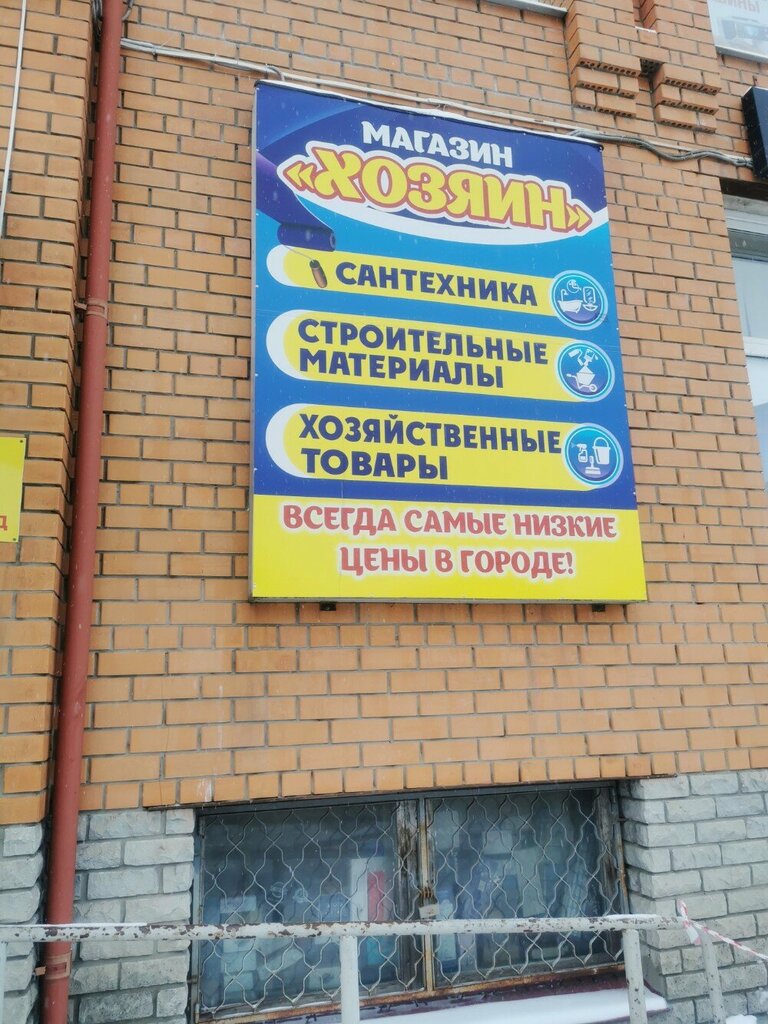 МАГАЗИН
«ХОЗЯИН»
САНТЕХНИКА
СТРОИТЕЛЬНЫЕ
МАТЕРИАЛЫ
ХОЗЯЙСТВЕННЫЕ
ТОВАРЫ
ВСЕГДА САМЫЕ НИЗКИЕ
ЦЕНЫ В ГОРОДЕ!